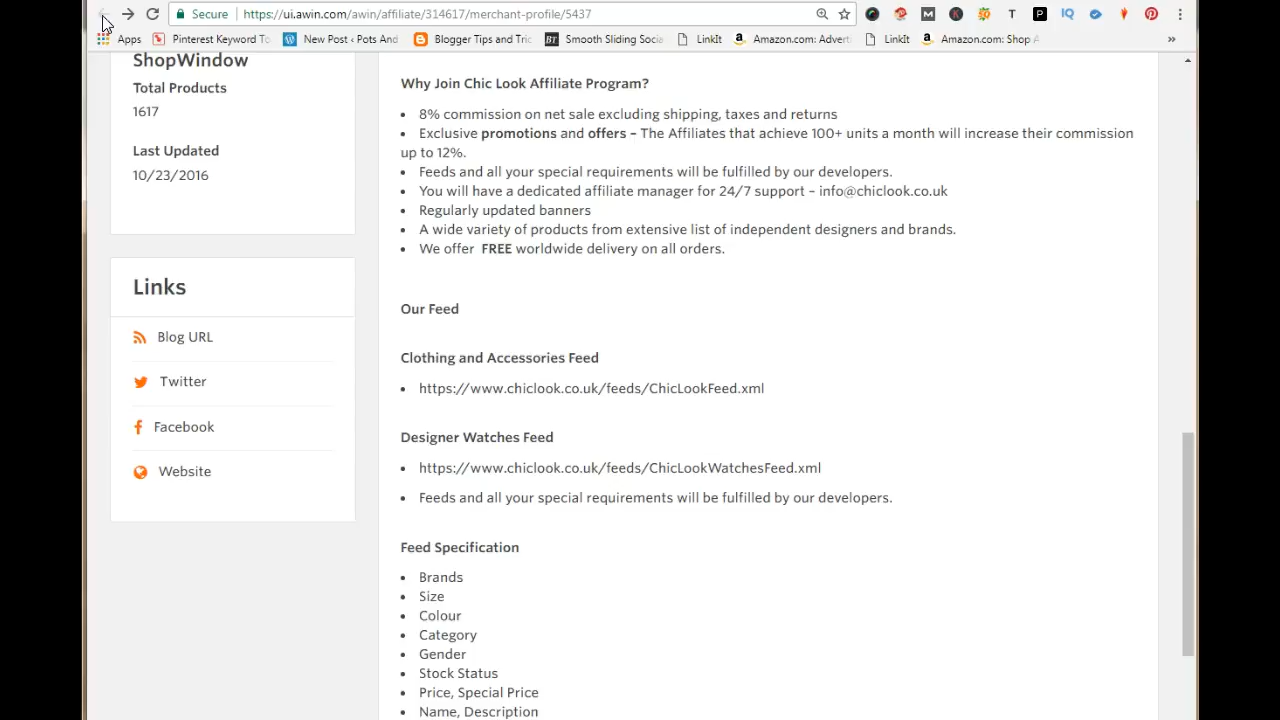 Secure https://ui.awin.com/awin/affiliate/314617/merchant-profile/5437
Apps Pinterest Keyword To New Post ‹ Pots And Blogger Tips and Tric BT Smooth Sliding Socia LinkIt Amazon.com: Advert LinkIt Amazon.com: Shop A »
ShopWindow
Total Products
1617
Last Updated
10/23/2016
Links
Blog URL
Twitter
Facebook
Website
Why Join Chic Look Affiliate Program?
• 8% commission on net sale excluding shipping, taxes and returns
• Exclusive promotions and offers – The Affiliates that achieve 100+ units a month will increase their commission
up to 12%.
• Feeds and all your special requirements will be fulfilled by our developers.
• You will have a dedicated affiliate manager for 24/7 support – info@chiclook.co.uk
• Regularly updated banners
• A wide variety of products from extensive list of independent designers and brands.
• We offer FREE worldwide delivery on all orders.
Our Feed
Clothing and Accessories Feed
• https://www.chiclook.co.uk/feeds/ChicLookFeed.xml
Designer Watches Feed
• https://www.chiclook.co.uk/feeds/ChicLookWatchesFeed.xml
• Feeds and all your special requirements will be fulfilled by our developers.
Feed Specification
• Brands
• Size
• Colour
• Category
• Gender
• Stock Status
• Price, Special Price
• Name, Description